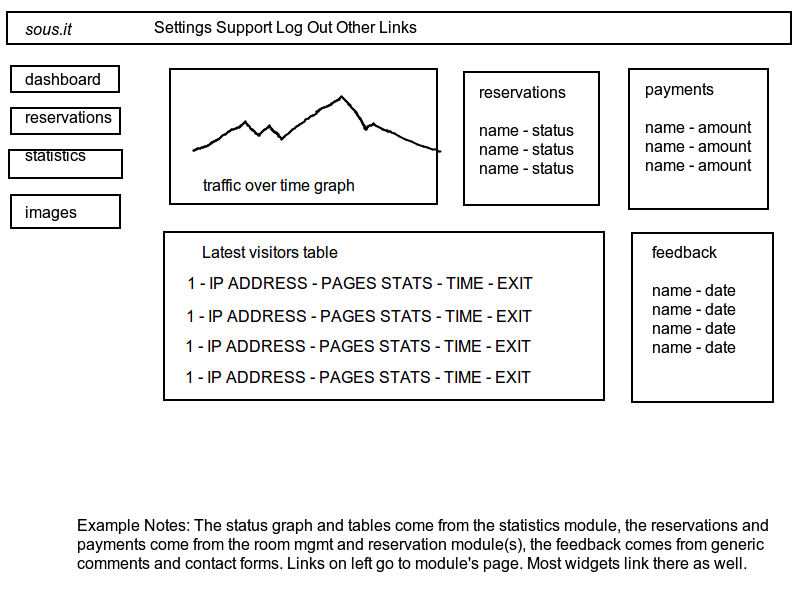 sous.it
Settings Support Log Out Other Links
dashboard
reservations
statistics
images
traffic over time graph
reservations
name - status
name - status
name - status
payments
name - amount
name - amount
name - amount
Latest visitors table
1 - IP ADDRESS - PAGES STATS - TIME - EXIT
1 - IP ADDRESS - PAGES STATS - TIME - EXIT
1 - IP ADDRESS - PAGES STATS - TIME - EXIT
1 - IP ADDRESS - PAGES STATS - TIME - EXIT
feedback
name - date
name - date
name - date
name - date
Example Notes: The status graph and tables come from the statistics module, the reservations and
payments come from the room mgmt and reservation module(s), the feedback comes from generic
comments and contact forms. Links on left go to module's page. Most widgets link there as well.